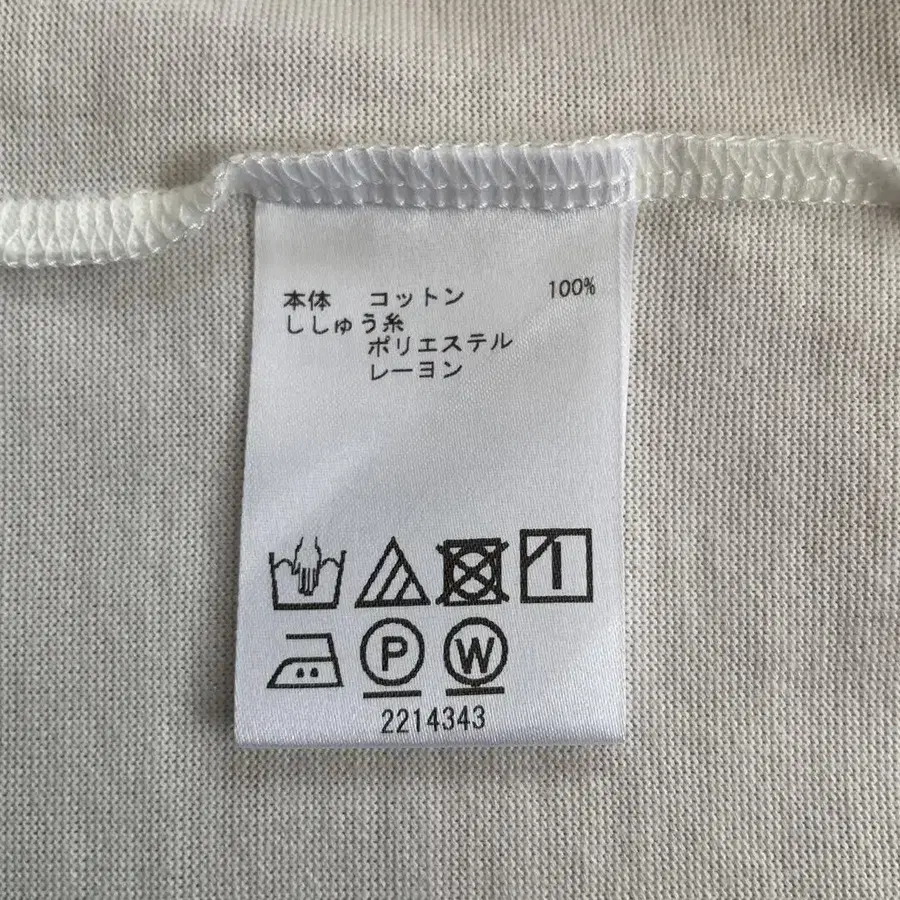 本体 コットン 100%
ししゅう糸
ポリエステル
レーヨン
P W
2214343